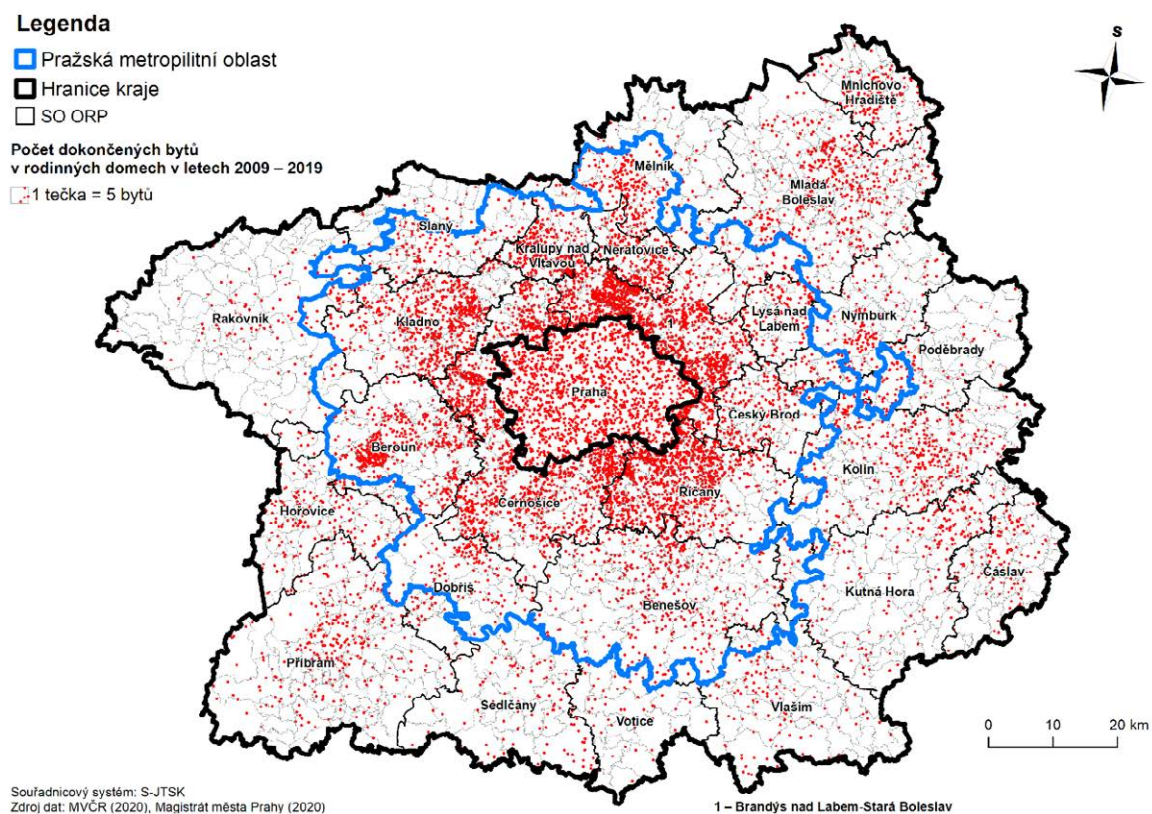 Legenda
Pražská metropilitní oblast
Hranice kraje
SO ORP
Počet dokončených bytů
v rodinných domech v letech 2009 – 2019
1 tečka = 5 bytů
S
Mnichovo
Hradiště
Mělník
Mladá
Boleslav
Slaný
Kralupy nad
Vltavou
Neratovice
Rakovník
Kladno
1
Lysá nad
Labem
Nymburk
Poděbrady
Praha
Český Brod
Beroun
Kolín
Černošice
Říčany
Hořovice
Čáslav
Dobříš
Benešov
Kutná Hora
Příbram
Sedlčany
Votice
Vlašim
0 10 20 km
Souřadnicový systém: S-JTSK
Zdroj dat: MVČR (2020), Magistrát města Prahy (2020)
1 – Brandýs nad Labem-Stará Boleslav